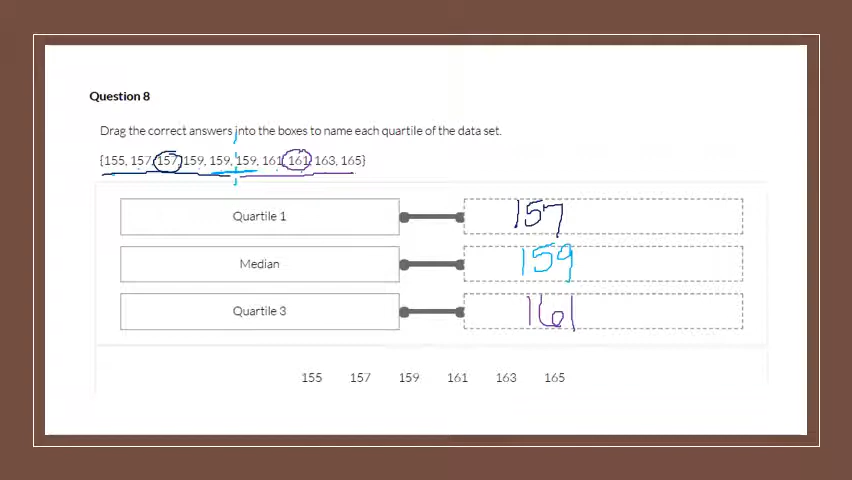 Question 8
Drag the correct answers into the boxes to name each quartile of the data set.
{155, 157, 157, 159, 159, 159, 161, 161, 163, 165}
Quartile 1 157
Median 159
Quartile 3 161
155 157 159 161 163 165